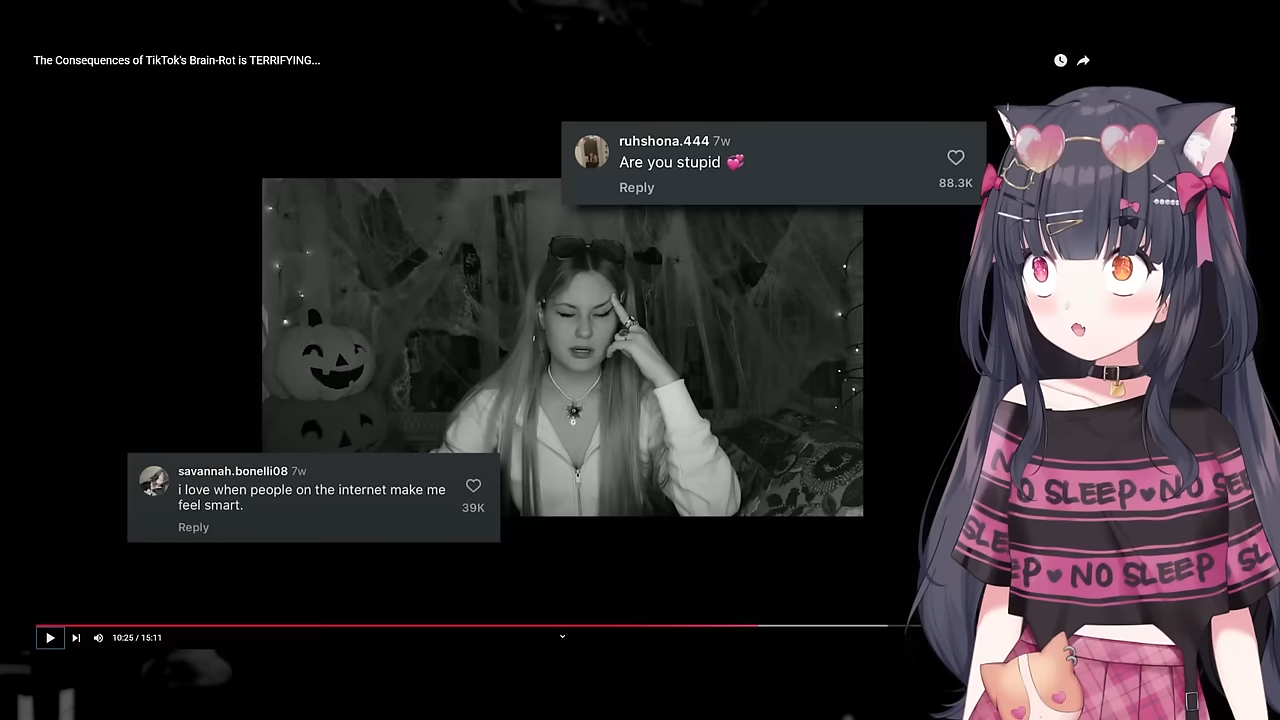 The Consequences of TikTok's Brain-Rot is TERRIFYING...
ruhshona.444 7w
Are you stupid 💞
Reply
88.3K
savannah.bonelli08 7w
i love when people on the internet make me
feel smart.
39K
Reply
NO SLEEP♥NO SLEE
SLEEP♥NO SLEEP SL
10:25 / 15:11